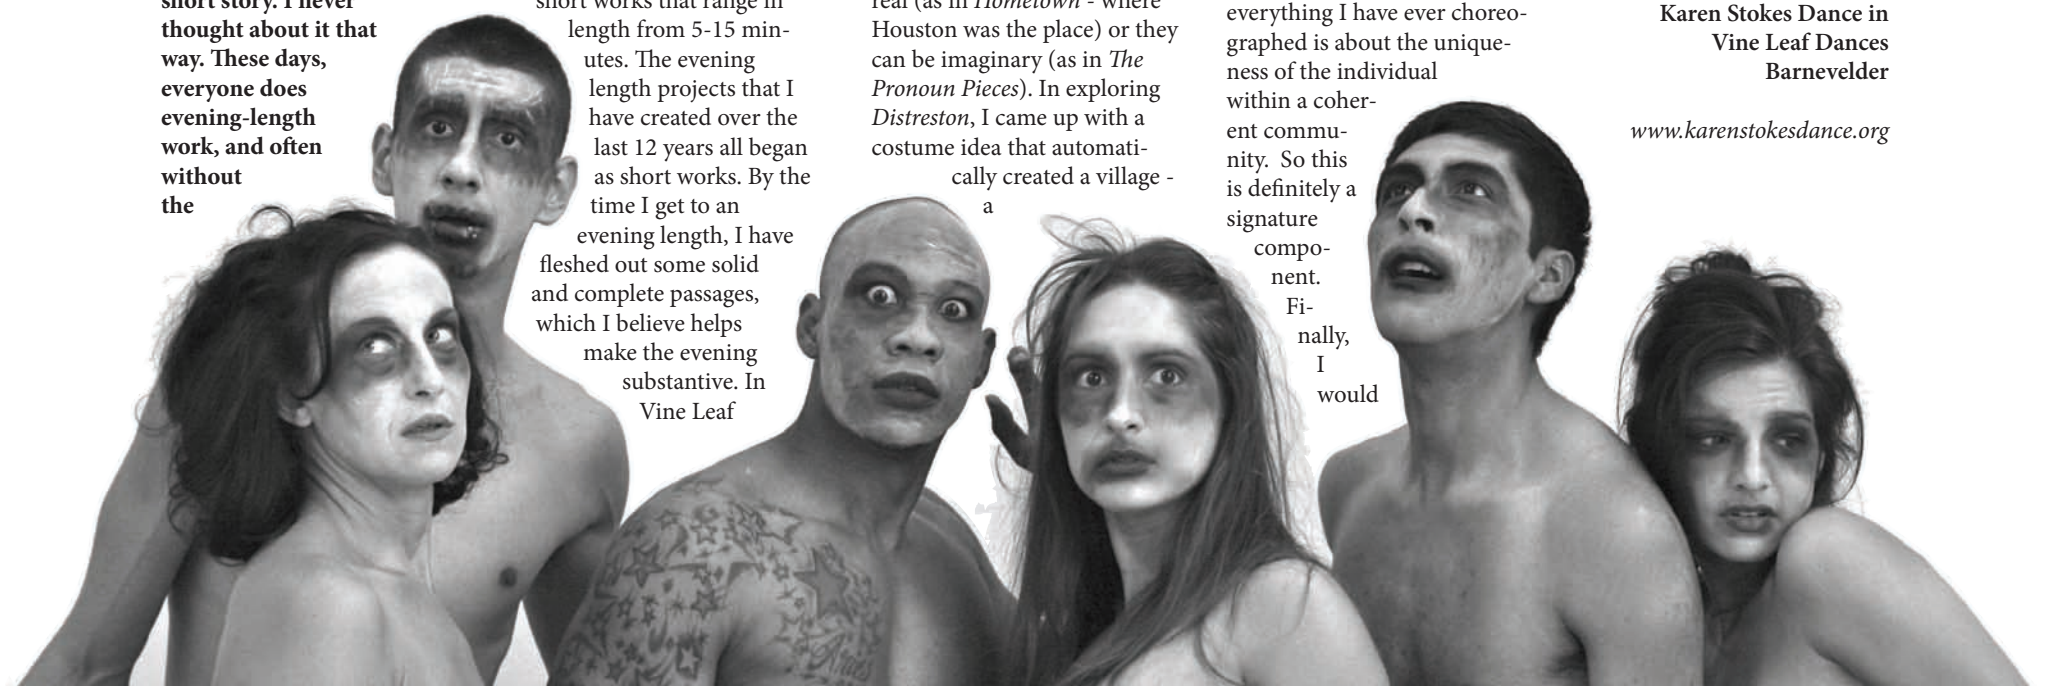 short story. I never
thought about it that
way. These days,
everyone does
evening-length
work, and often
without
the
short works that range in
length from 5-15 min-
utes. The evening
length projects that I
have created over the
last 12 years all began
as short works. By the
time I get to an
evening length, I have
fleshed out some solid
and complete passages,
which I believe helps
make the evening
substantive. In
Vine Leaf
real (as in Hometown - where
Houston was the place) or they
can be imaginary (as in The
Pronoun Pieces). In exploring
Distreston, I came up with a
costume idea that automati-
cally created a village -
a
everything I have ever choreo-
graphed is about the unique-
ness of the individual
within a coher-
ent commu-
nity.  So this
is definitely a
signature
compo-
nent.
Fi-
nally,
I
would
Karen Stokes Dance in
Vine Leaf Dances
Barnevelder
www.karenstokesdance.org
Aries